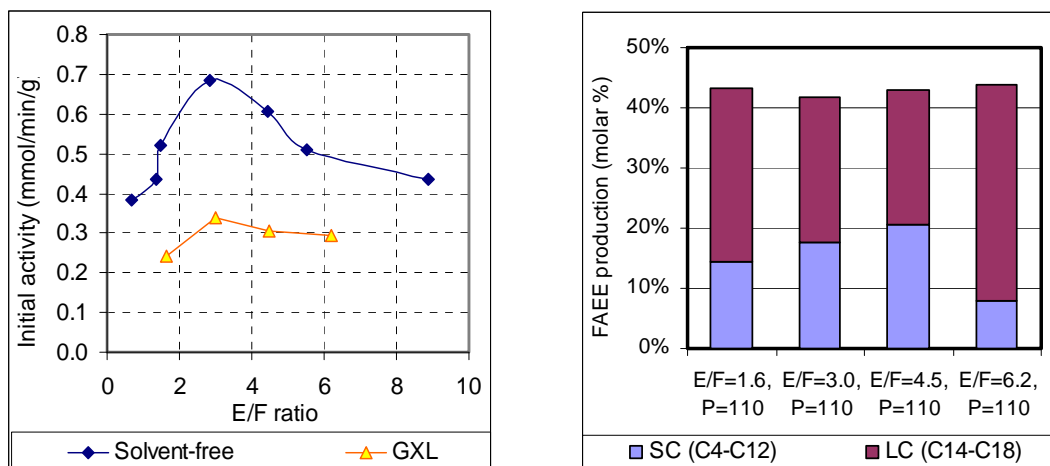 Initial activity (mmol/min/g)
0.8
0.7
0.6
0.5
0.4
0.3
0.2
0.1
0.0
0 2 4 6 8 10
E/F ratio
Solvent-free GXL
FAEE production (molar %)
50%
40%
30%
20%
10%
0%
E/F=1.6, E/F=3.0, E/F=4.5, E/F=6.2,
P=110 P=110 P=110 P=110
SC (C4-C12) LC (C14-C18)